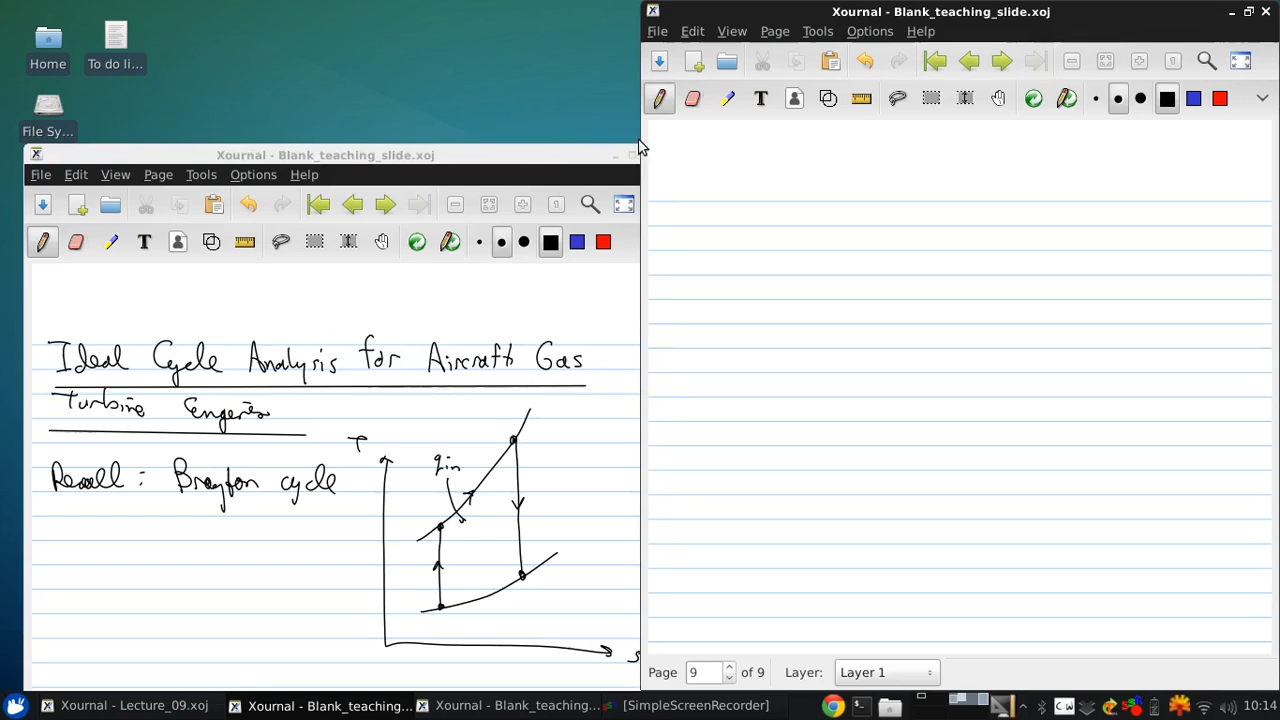 Xournal - Blank_teaching_slide.xoj
File Edit View Page Tools Options Help
Home
To do li...
File Sy...
Xournal - Blank_teaching_slide.xoj
File Edit View Page Tools Options Help
Ideal Cycle Analysis for Aircraft Gas
Turbine Engines
Recall : Brayton cycle
T
qin
s
Page 9 of 9 Layer: Layer 1
Xournal - Lecture_09.xoj
Xournal - Blank_teaching...
Xournal - Blank_teaching...
[SimpleScreenRecorder]
10:14